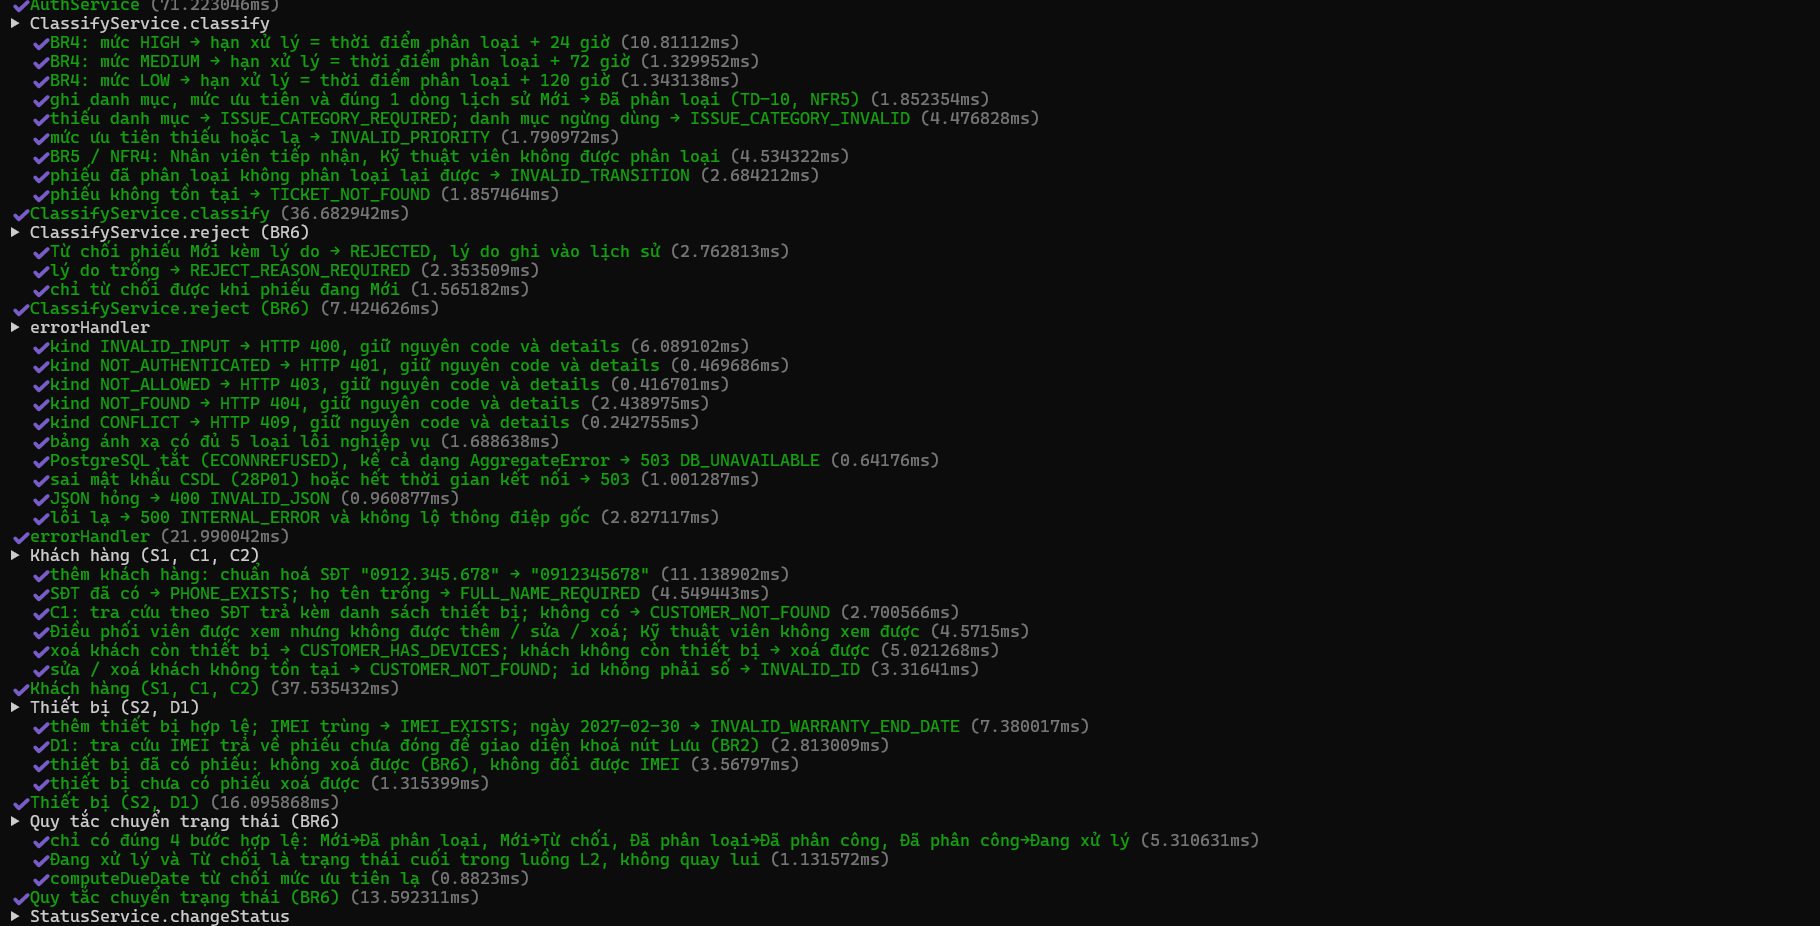 ✔AuthService (71.223046ms)
▶ ClassifyService.classify
✔BR4: mức HIGH → hạn xử lý = thời điểm phân loại + 24 giờ (10.81112ms)
✔BR4: mức MEDIUM → hạn xử lý = thời điểm phân loại + 72 giờ (1.329952ms)
✔BR4: mức LOW → hạn xử lý = thời điểm phân loại + 120 giờ (1.343138ms)
✔ghi danh mục, mức ưu tiên và đúng 1 dòng lịch sử Mới → Đã phân loại (TD-10, NFR5) (1.852354ms)
✔thiếu danh mục → ISSUE_CATEGORY_REQUIRED; danh mục ngừng dùng → ISSUE_CATEGORY_INVALID (4.476828ms)
✔mức ưu tiên thiếu hoặc lạ → INVALID_PRIORITY (1.790972ms)
✔BR5 / NFR4: Nhân viên tiếp nhận, Kỹ thuật viên không được phân loại (4.534322ms)
✔phiếu đã phân loại không phân loại lại được → INVALID_TRANSITION (2.684212ms)
✔phiếu không tồn tại → TICKET_NOT_FOUND (1.857464ms)
✔ClassifyService.classify (36.682942ms)
▶ ClassifyService.reject (BR6)
✔Từ chối phiếu Mới kèm lý do → REJECTED, lý do ghi vào lịch sử (2.762813ms)
✔lý do trống → REJECT_REASON_REQUIRED (2.353509ms)
✔chỉ từ chối được khi phiếu đang Mới (1.565182ms)
✔ClassifyService.reject (BR6) (7.424626ms)
▶ errorHandler
✔kind INVALID_INPUT → HTTP 400, giữ nguyên code và details (6.089102ms)
✔kind NOT_AUTHENTICATED → HTTP 401, giữ nguyên code và details (0.469686ms)
✔kind NOT_ALLOWED → HTTP 403, giữ nguyên code và details (0.416701ms)
✔kind NOT_FOUND → HTTP 404, giữ nguyên code và details (2.438975ms)
✔kind CONFLICT → HTTP 409, giữ nguyên code và details (0.242755ms)
✔bảng ánh xạ có đủ 5 loại lỗi nghiệp vụ (1.688638ms)
✔PostgreSQL tắt (ECONNREFUSED), kể cả dạng AggregateError → 503 DB_UNAVAILABLE (0.64176ms)
✔sai mật khẩu CSDL (28P01) hoặc hết thời gian kết nối → 503 (1.001287ms)
✔JSON hỏng → 400 INVALID_JSON (0.960877ms)
✔lỗi lạ → 500 INTERNAL_ERROR và không lộ thông điệp gốc (2.827117ms)
✔errorHandler (21.990042ms)
▶ Khách hàng (S1, C1, C2)
✔thêm khách hàng: chuẩn hoá SĐT "0912.345.678" → "0912345678" (11.138902ms)
✔SĐT đã có → PHONE_EXISTS; họ tên trống → FULL_NAME_REQUIRED (4.549443ms)
✔C1: tra cứu theo SĐT trả kèm danh sách thiết bị; không có → CUSTOMER_NOT_FOUND (2.700566ms)
✔Điều phối viên được xem nhưng không được thêm / sửa / xoá; Kỹ thuật viên không xem được (4.5715ms)
✔xoá khách còn thiết bị → CUSTOMER_HAS_DEVICES; khách không còn thiết bị → xoá được (5.021268ms)
✔sửa / xoá khách không tồn tại → CUSTOMER_NOT_FOUND; id không phải số → INVALID_ID (3.31641ms)
✔Khách hàng (S1, C1, C2) (37.535432ms)
▶ Thiết bị (S2, D1)
✔thêm thiết bị hợp lệ; IMEI trùng → IMEI_EXISTS; ngày 2027-02-30 → INVALID_WARRANTY_END_DATE (7.380017ms)
✔D1: tra cứu IMEI trả về phiếu chưa đóng để giao diện khoá nút Lưu (BR2) (2.813009ms)
✔thiết bị đã có phiếu: không xoá được (BR6), không đổi được IMEI (3.56797ms)
✔thiết bị chưa có phiếu xoá được (1.315399ms)
✔Thiết bị (S2, D1) (16.095868ms)
▶ Quy tắc chuyển trạng thái (BR6)
✔chỉ có đúng 4 bước hợp lệ: Mới→Đã phân loại, Mới→Từ chối, Đã phân loại→Đã phân công, Đã phân công→Đang xử lý (5.310631ms)
✔Đang xử lý và Từ chối là trạng thái cuối trong luồng L2, không quay lui (1.131572ms)
✔computeDueDate từ chối mức ưu tiên lạ (0.8823ms)
✔Quy tắc chuyển trạng thái (BR6) (13.592311ms)
▶ StatusService.changeStatus